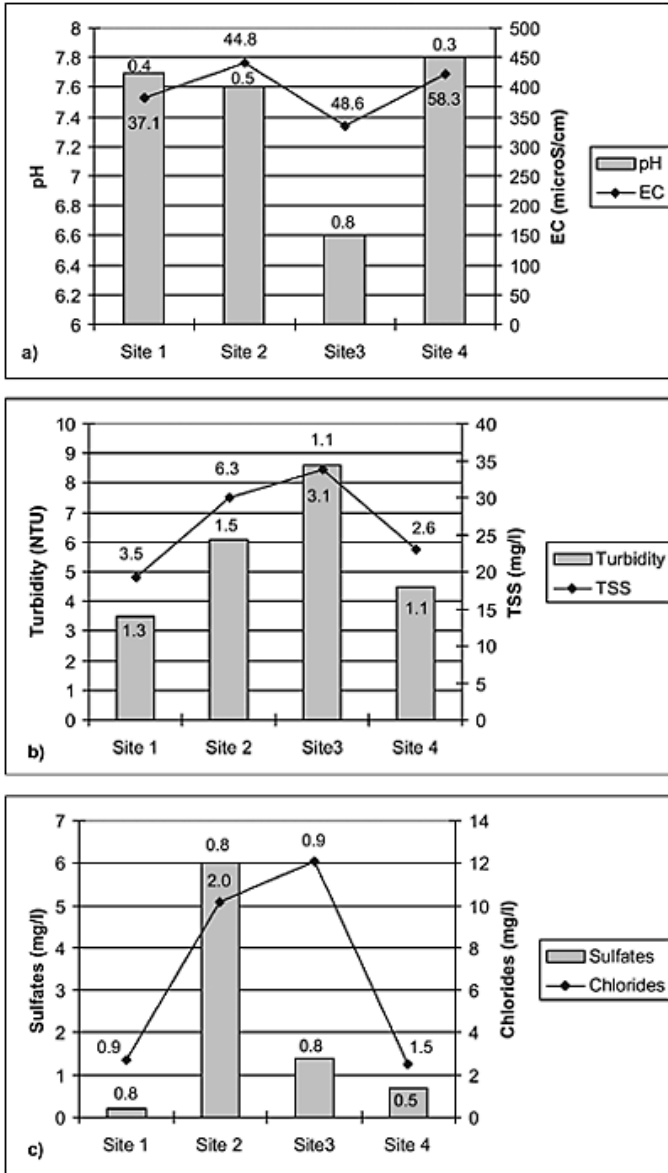 8 500
7.8 450
7.6 400
7.4 350
7.2 300
7 250
6.8 200
6.6 150
6.4 100
6.2 50
6 0
pH
EC (microS/cm)
44.8
0.4 0.5 0.3
37.1 48.6 58.3
0.8
pH
EC
a) Site 1 Site 2 Site3 Site 4
10 40
9 35
8 30
7 25
6 20
5 15
4 10
3 5
2 0
1
0
Turbidity (NTU)
TSS (mg/l)
1.1
6.3
3.1
1.5
3.5 2.6
1.3 1.1
Turbidity
TSS
b) Site 1 Site 2 Site3 Site 4
7 14
6 12
5 10
4 8
3 6
2 4
1 2
0 0
Sulfates (mg/l)
Chlorides (mg/l)
0.8 0.9
2.0
0.9 0.8 1.5
0.8 0.5
Sulfates
Chlorides
c) Site 1 Site 2 Site3 Site 4